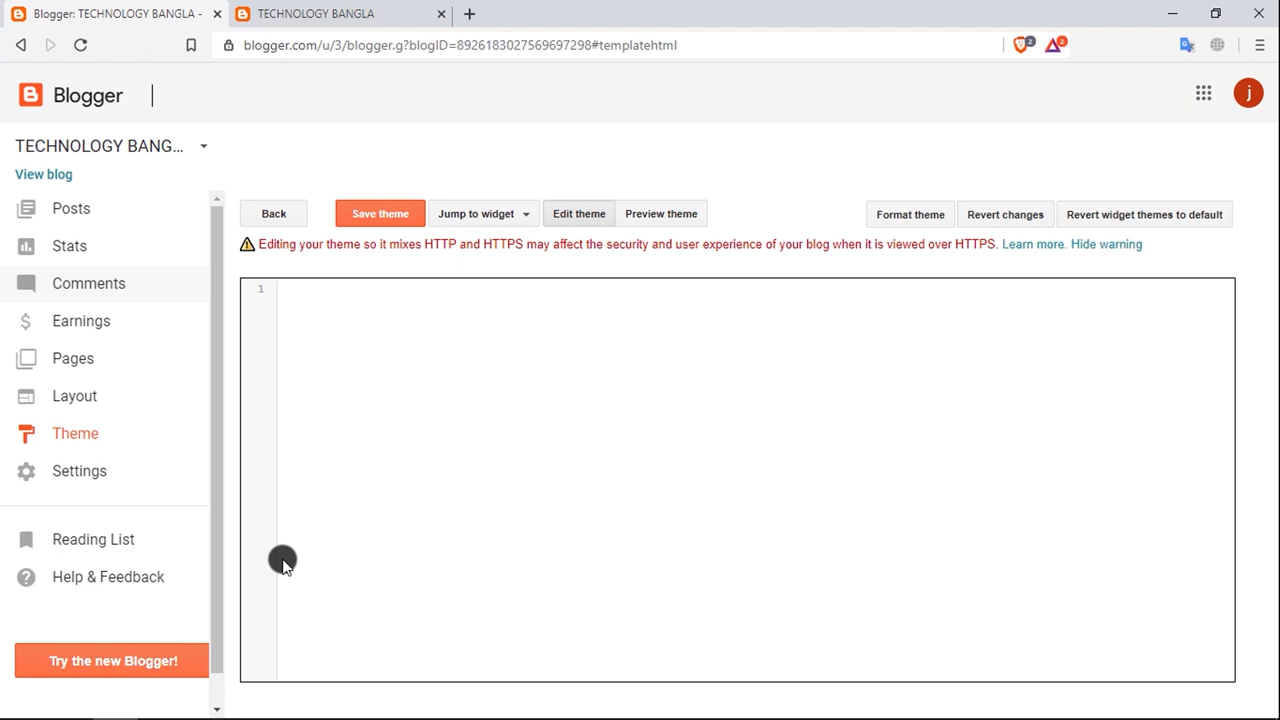 Blogger: TECHNOLOGY BANGLA -
TECHNOLOGY BANGLA
blogger.com/u/3/blogger.g?blogID=8926183027569697298#templatehtml
2
2
Blogger
j
TECHNOLOGY BANG...
View blog
Posts
Stats
Comments
Earnings
Pages
Layout
Theme
Settings
Reading List
Help & Feedback
Try the new Blogger!
Back
Save theme
Jump to widget
Edit theme
Preview theme
Format theme
Revert changes
Revert widget themes to default
Editing your theme so it mixes HTTP and HTTPS may affect the security and user experience of your blog when it is viewed over HTTPS. Learn more. Hide warning
1